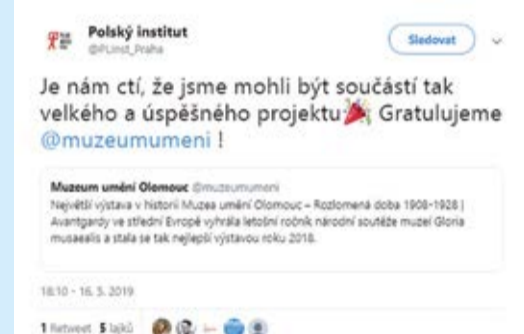 Polský institut
@PLInst_Praha
Sledovat
Je nám ctí, že jsme mohli být součástí tak
velkého a úspěšného projektu🎉 Gratulujeme
@muzeumumeni !
Muzeum umění Olomouc @muzeumumeni
Největší výstava v historii Muzea umění Olomouc – Rozlomená doba 1908–1928 |
Avantgardy ve střední Evropě vyhrála letošní ročník národní soutěže muzeí Gloria
musaealis a stala se tak nejlepší výstavou roku 2018.
18:10 - 16. 5. 2019
1 Retweet 5 lajků